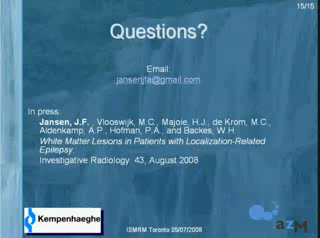 15/15
Questions?
Email:
jansenjfa@gmail.com
In press:
Jansen, J.F., Vlooswijk, M.C., Majoie, H.J., de Krom, M.C.,
Aldenkamp, A.P., Hofman, P.A., and Backes, W.H.
White Matter Lesions in Patients with Localization-Related
Epilepsy
Investigative Radiology 43, August 2008
Kempenhaeghe
ISMRM Toronto 05/07/2008
azM